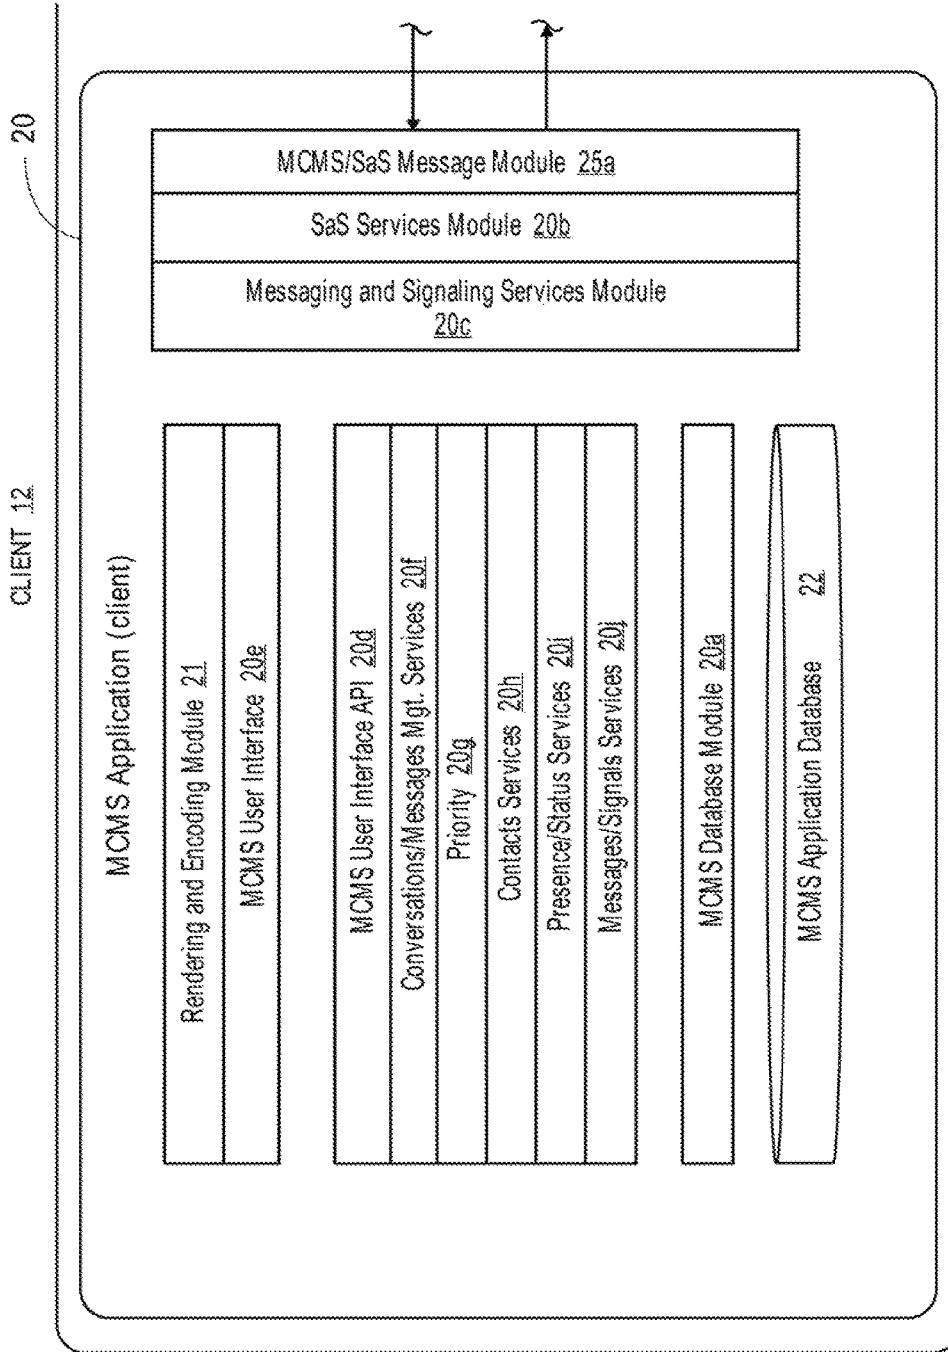 CLIENT 12
20
MCMS Application (client)
Rendering and Encoding Module 21
MCMS User Interface 20e
MCMS User Interface API 20d
Conversations/Messages Mgt. Services 20f
Priority 20g
Contacts Services 20h
Presence/Status Services 20i
Messages/Signals Services 20j
MCMS Database Module 20a
MCMS Application Database 22
MCMS/SaS Message Module 25a
SaS Services Module 20b
Messaging and Signaling Services Module
20c